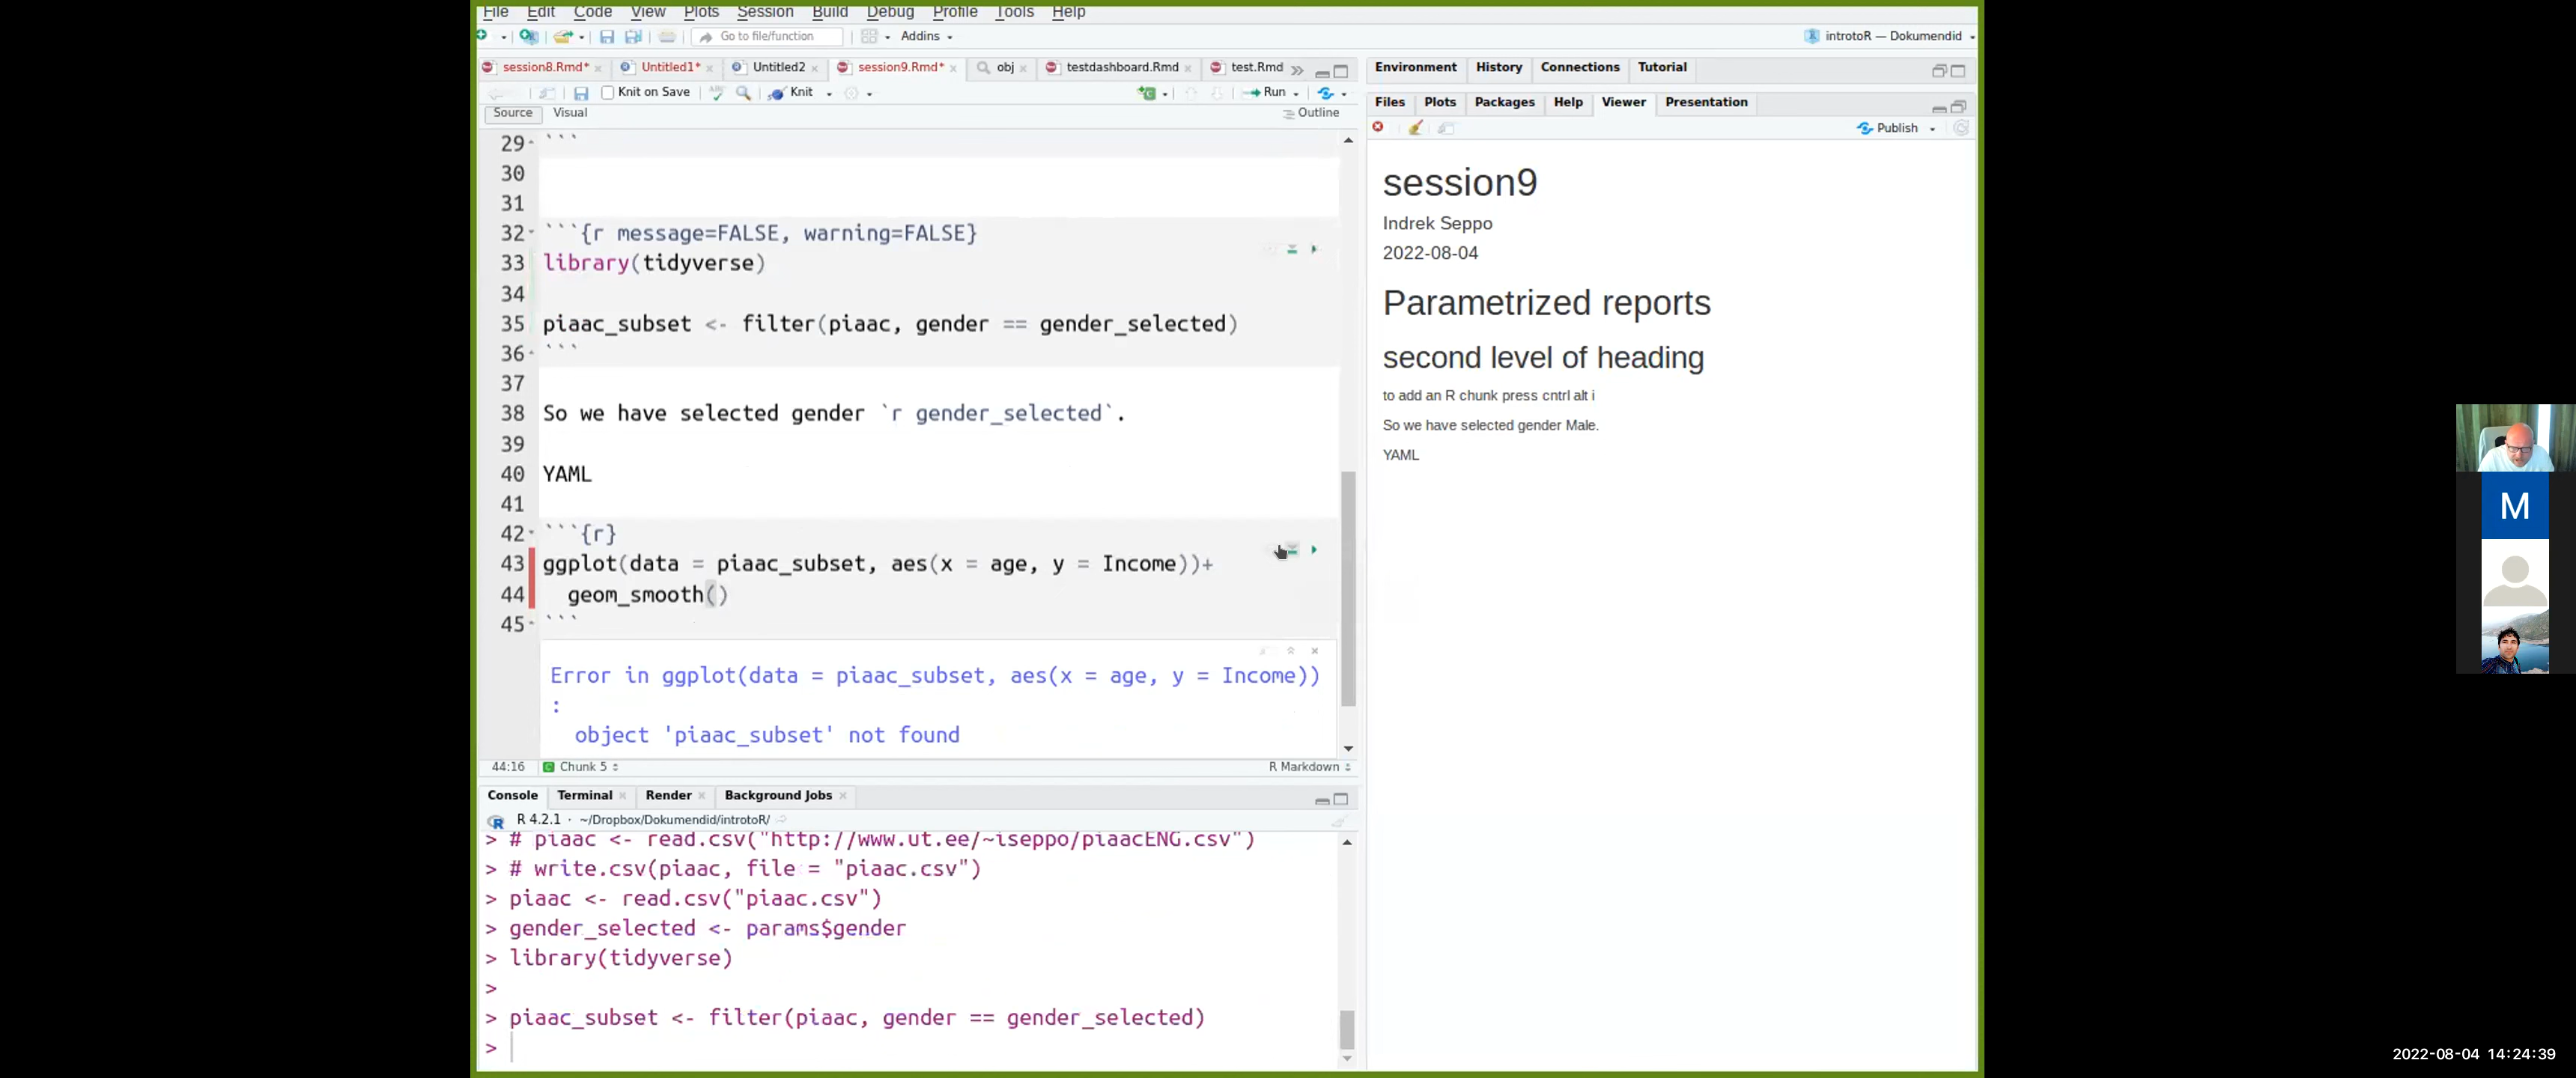 File Edit Code View Plots Session Build Debug Profile Tools Help
Go to file/function Addins introtoR — Dokumendid
session8.Rmd* Untitled1* Untitled2 session9.Rmd* obj testdashboard.Rmd test.Rmd
Knit on Save Knit Run
Source Visual Outline
29 ```
30
31
32 ```{r message=FALSE, warning=FALSE}
33 library(tidyverse)
34
35 piaac_subset <- filter(piaac, gender == gender_selected)
36 ```
37
38 So we have selected gender `r gender_selected`.
39
40 YAML
41
42 ```{r}
43 ggplot(data = piaac_subset, aes(x = age, y = Income))+
44 geom_smooth()
45 ```
Error in ggplot(data = piaac_subset, aes(x = age, y = Income))
:
object 'piaac_subset' not found
44:16 Chunk 5 R Markdown
Console Terminal Render Background Jobs
R 4.2.1 · ~/Dropbox/Dokumendid/introtoR/
> # piaac <- read.csv("http://www.ut.ee/~iseppo/piaacENG.csv")
> # write.csv(piaac, file = "piaac.csv")
> piaac <- read.csv("piaac.csv")
> gender_selected <- params$gender
> library(tidyverse)
>
> piaac_subset <- filter(piaac, gender == gender_selected)
>
Environment History Connections Tutorial
Files Plots Packages Help Viewer Presentation
Publish
session9
Indrek Seppo
2022-08-04
Parametrized reports
second level of heading
to add an R chunk press cntrl alt i
So we have selected gender Male.
YAML
M
2022-08-04 14:24:39